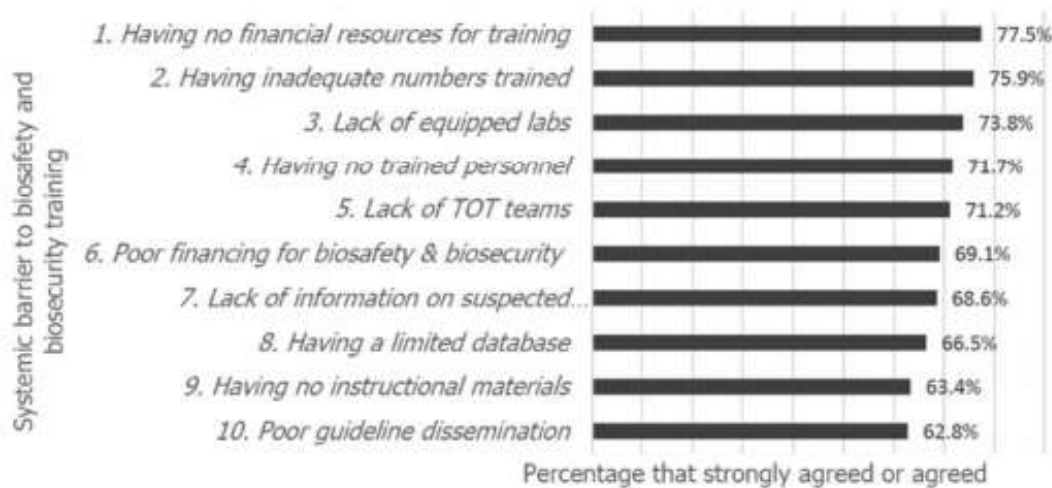 Systemic barrier to biosafety and
biosecurity training
1. Having no financial resources for training 77.5%
2. Having inadequate numbers trained 75.9%
3. Lack of equipped labs 73.8%
4. Having no trained personnel 71.7%
5. Lack of TOT teams 71.2%
6. Poor financing for biosafety & biosecurity 69.1%
7. Lack of information on suspected... 68.6%
8. Having a limited database 66.5%
9. Having no instructional materials 63.4%
10. Poor guideline dissemination 62.8%
Percentage that strongly agreed or agreed